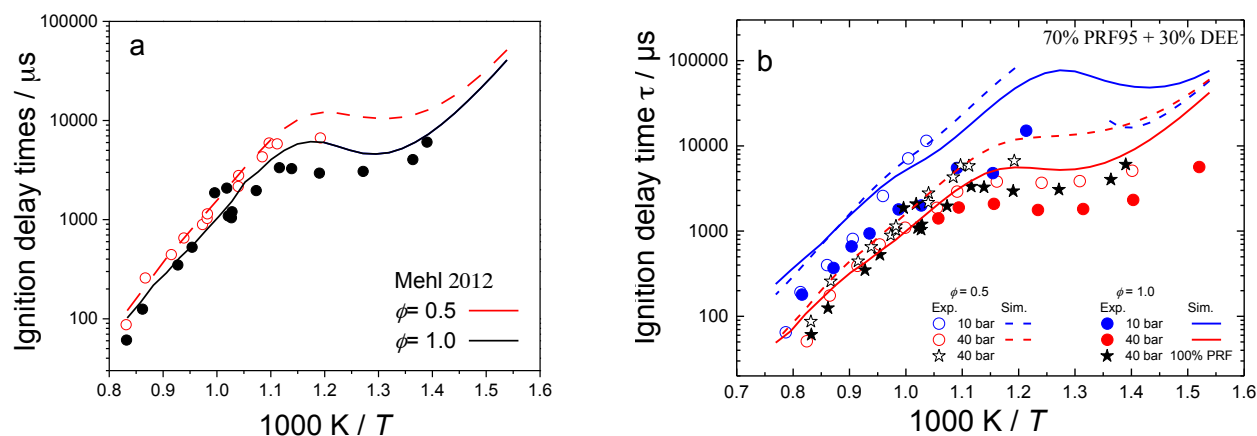 a
Ignition delay times / μs
100000
10000
1000
100
0.8 0.9 1.0 1.1 1.2 1.3 1.4 1.5 1.6
1000 K / T
Mehl 2012
ϕ= 0.5
ϕ= 1.0
b
70% PRF95 + 30% DEE
Ignition delay time τ / μs
100000
10000
1000
100
0.7 0.8 0.9 1.0 1.1 1.2 1.3 1.4 1.5 1.6
1000 K / T
ϕ = 0.5 ϕ = 1.0
Exp. Sim. Exp. Sim.
10 bar 10 bar
40 bar 40 bar
40 bar 40 bar 100% PRF